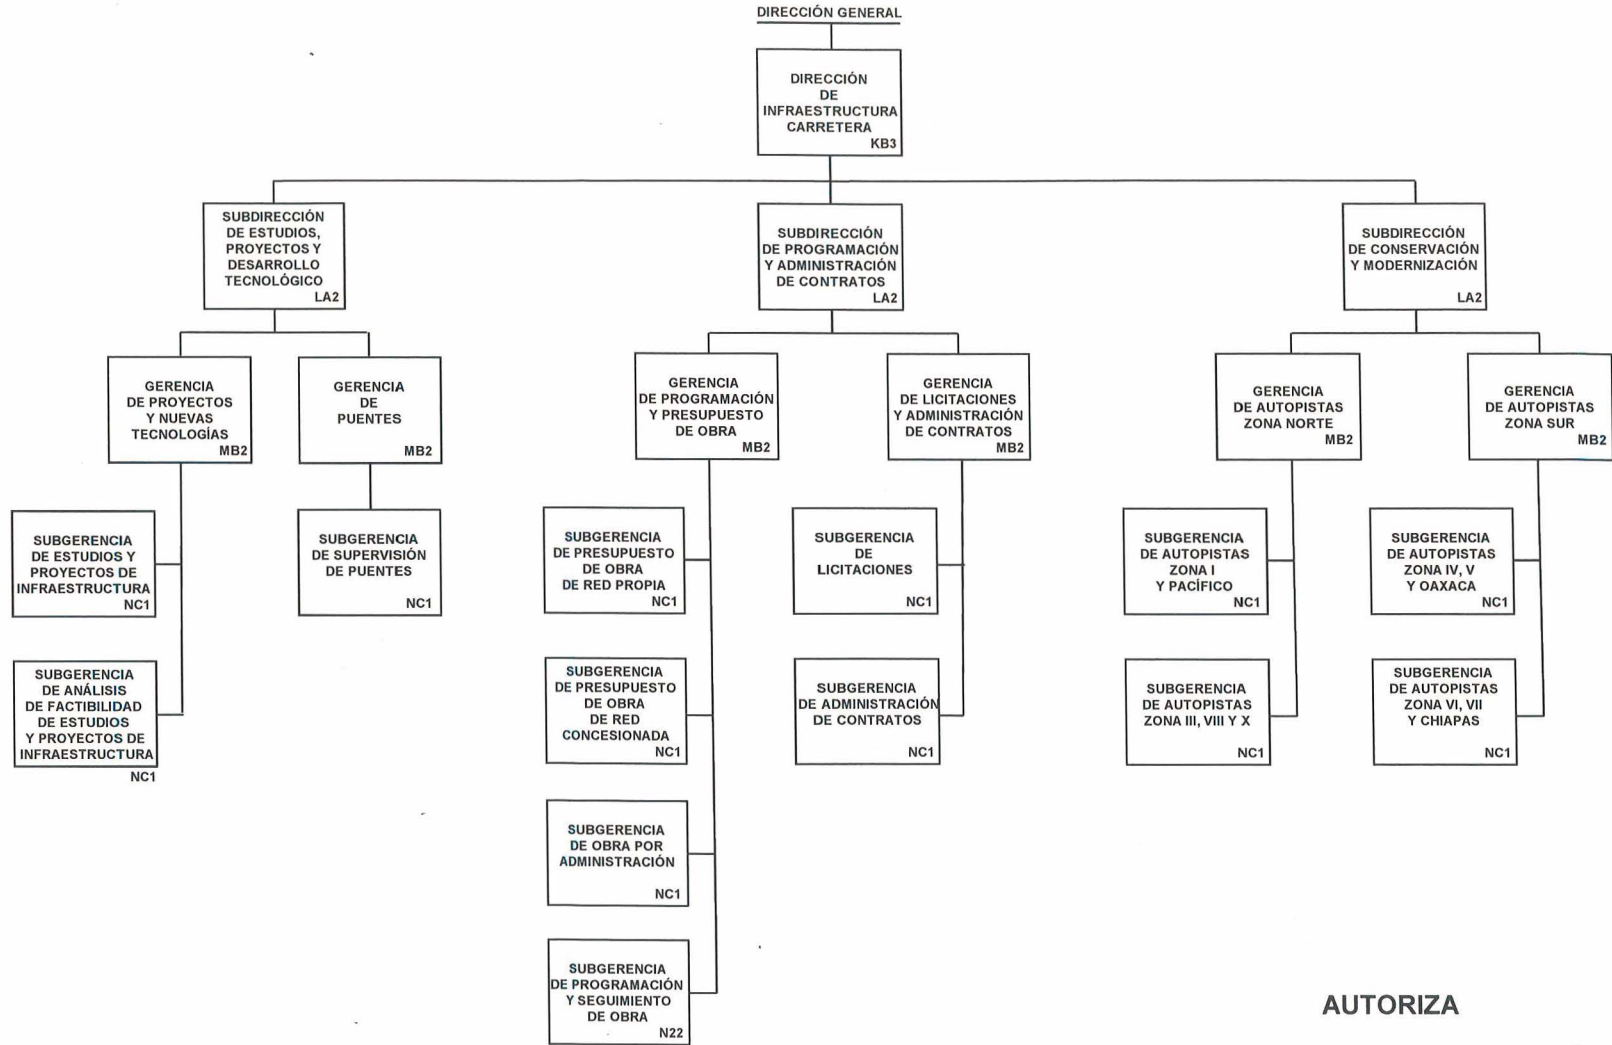 DIRECCIÓN GENERAL
DIRECCIÓN
DE
INFRAESTRUCTURA
CARRETERA
KB3
SUBDIRECCIÓN
DE ESTUDIOS,
PROYECTOS Y
DESARROLLO
TECNOLÓGICO
LA2
SUBDIRECCIÓN
DE PROGRAMACIÓN
Y ADMINISTRACIÓN
DE CONTRATOS
LA2
SUBDIRECCIÓN
DE CONSERVACIÓN
Y MODERNIZACIÓN
LA2
GERENCIA
DE PROYECTOS
Y NUEVAS
TECNOLOGÍAS
MB2
GERENCIA
DE
PUENTES
MB2
GERENCIA
DE PROGRAMACIÓN
Y PRESUPUESTO
DE OBRA
MB2
GERENCIA
DE LICITACIONES
Y ADMINISTRACIÓN
DE CONTRATOS
MB2
GERENCIA
DE AUTOPISTAS
ZONA NORTE
MB2
GERENCIA
DE AUTOPISTAS
ZONA SUR
MB2
SUBGERENCIA
DE ESTUDIOS Y
PROYECTOS DE
INFRAESTRUCTURA
NC1
SUBGERENCIA
DE SUPERVISIÓN
DE PUENTES
NC1
SUBGERENCIA
DE PRESUPUESTO
DE OBRA
DE RED PROPIA
NC1
SUBGERENCIA
DE
LICITACIONES
NC1
SUBGERENCIA
DE AUTOPISTAS
ZONA I
Y PACÍFICO
NC1
SUBGERENCIA
DE AUTOPISTAS
ZONA IV, V
Y OAXACA
NC1
SUBGERENCIA
DE ANÁLISIS
DE FACTIBILIDAD
DE ESTUDIOS
Y PROYECTOS DE
INFRAESTRUCTURA
NC1
SUBGERENCIA
DE PRESUPUESTO
DE OBRA
DE RED
CONCESIONADA
NC1
SUBGERENCIA
DE ADMINISTRACIÓN
DE CONTRATOS
NC1
SUBGERENCIA
DE AUTOPISTAS
ZONA III, VIII Y X
NC1
SUBGERENCIA
DE AUTOPISTAS
ZONA VI, VII
Y CHIAPAS
NC1
SUBGERENCIA
DE OBRA POR
ADMINISTRACIÓN
NC1
SUBGERENCIA
DE PROGRAMACIÓN
Y SEGUIMIENTO
DE OBRA
N22
AUTORIZA